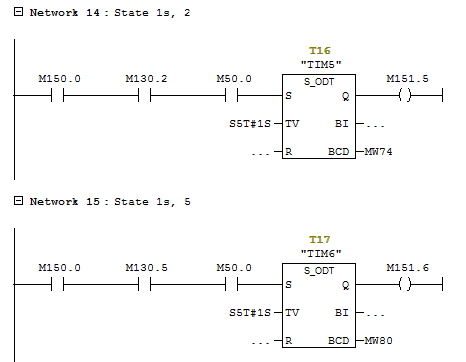 Network 14 : State 1s, 2
T16
"TIM5"
M150.0 M130.2 M50.0 S_ODT M151.5
S Q
S5T#1S TV BI ...
... R BCD MW74
Network 15 : State 1s, 5
T17
"TIM6"
M150.0 M130.5 M50.0 S_ODT M151.6
S Q
S5T#1S TV BI ...
... R BCD MW80